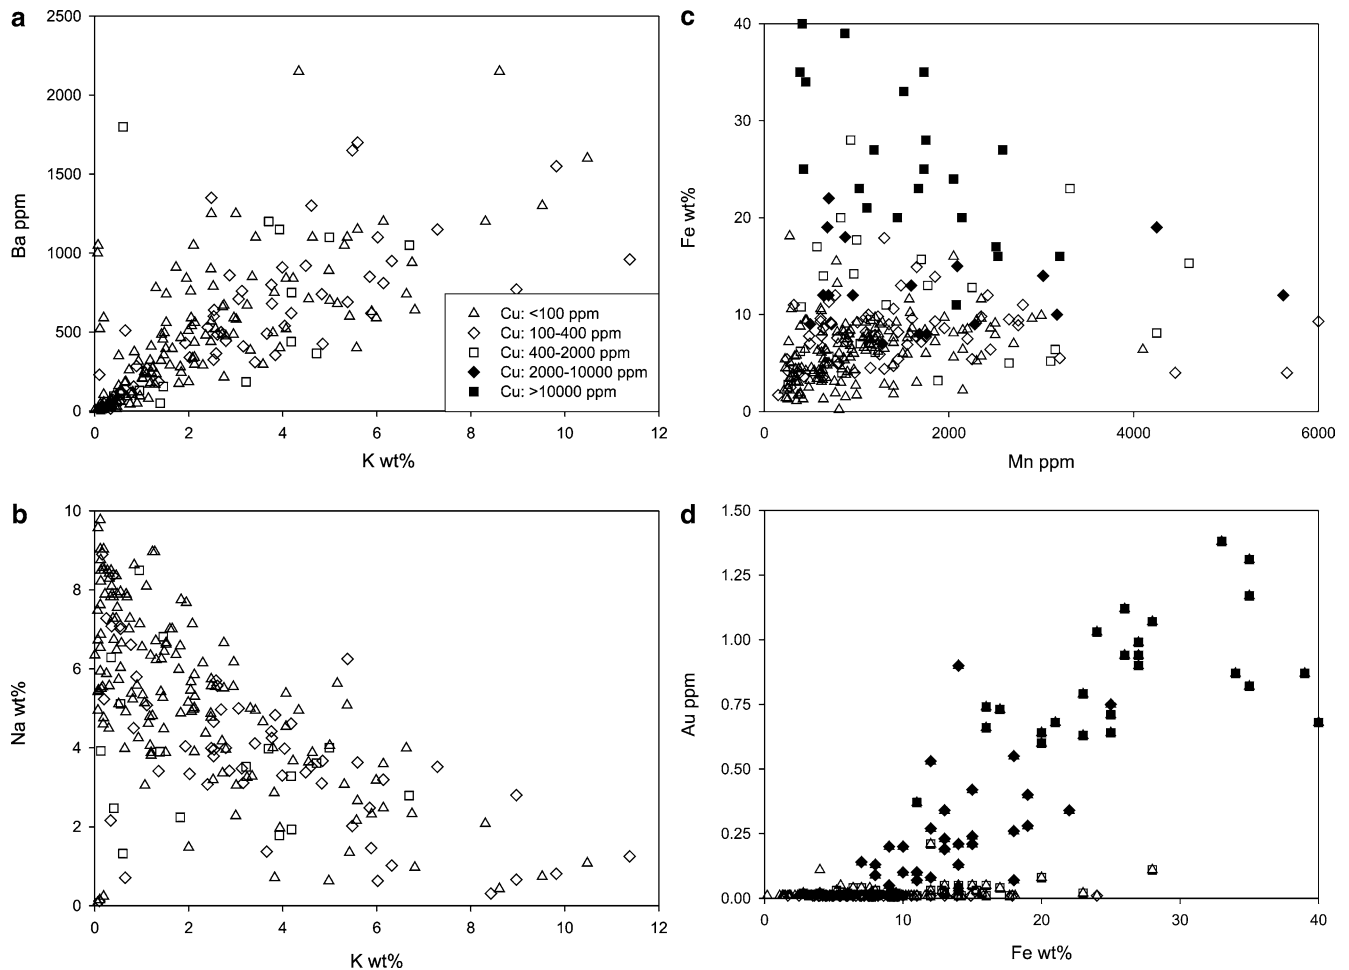 a
2500
2000
1500
1000
500
0
Ba ppm
0 2 4 6 8 10 12
K wt%
Cu: <100 ppm
Cu: 100-400 ppm
Cu: 400-2000 ppm
Cu: 2000-10000 ppm
Cu: >10000 ppm
c
40
30
20
10
0
Fe wt%
0 2000 4000 6000
Mn ppm
b
10
8
6
4
2
0
Na wt%
0 2 4 6 8 10 12
K wt%
d
1.50
1.25
1.00
0.75
0.50
0.25
0.00
Au ppm
0 10 20 30 40
Fe wt%